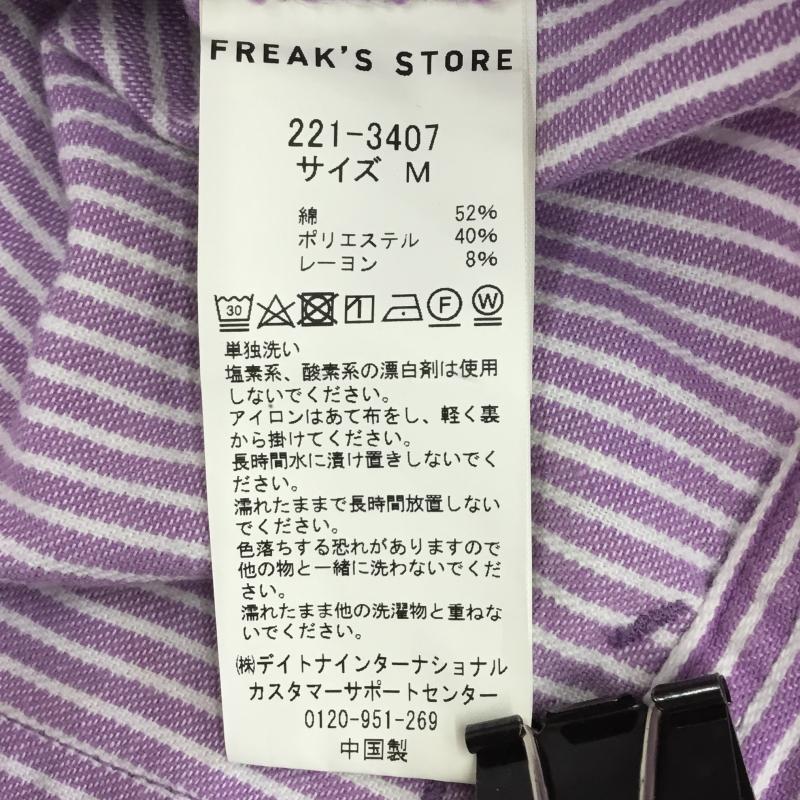 FREAK'S STORE
221-3407
サイズ M
綿 52%
ポリエステル 40%
レーヨン 8%
30 F W
単独洗い
塩素系、酸素系の漂白剤は使用
しないでください。
アイロンはあて布をし、軽く裏
から掛けてください。
長時間水に漬け置きしないでく
ださい。
濡れたままで長時間放置しない
でください。
色落ちする恐れがありますので
他の物と一緒に洗わないでくだ
さい。
濡れたまま他の洗濯物と重ねな
いでください。
㈱デイトナインターナショナル
カスタマーサポートセンター
0120-951-269
中国製